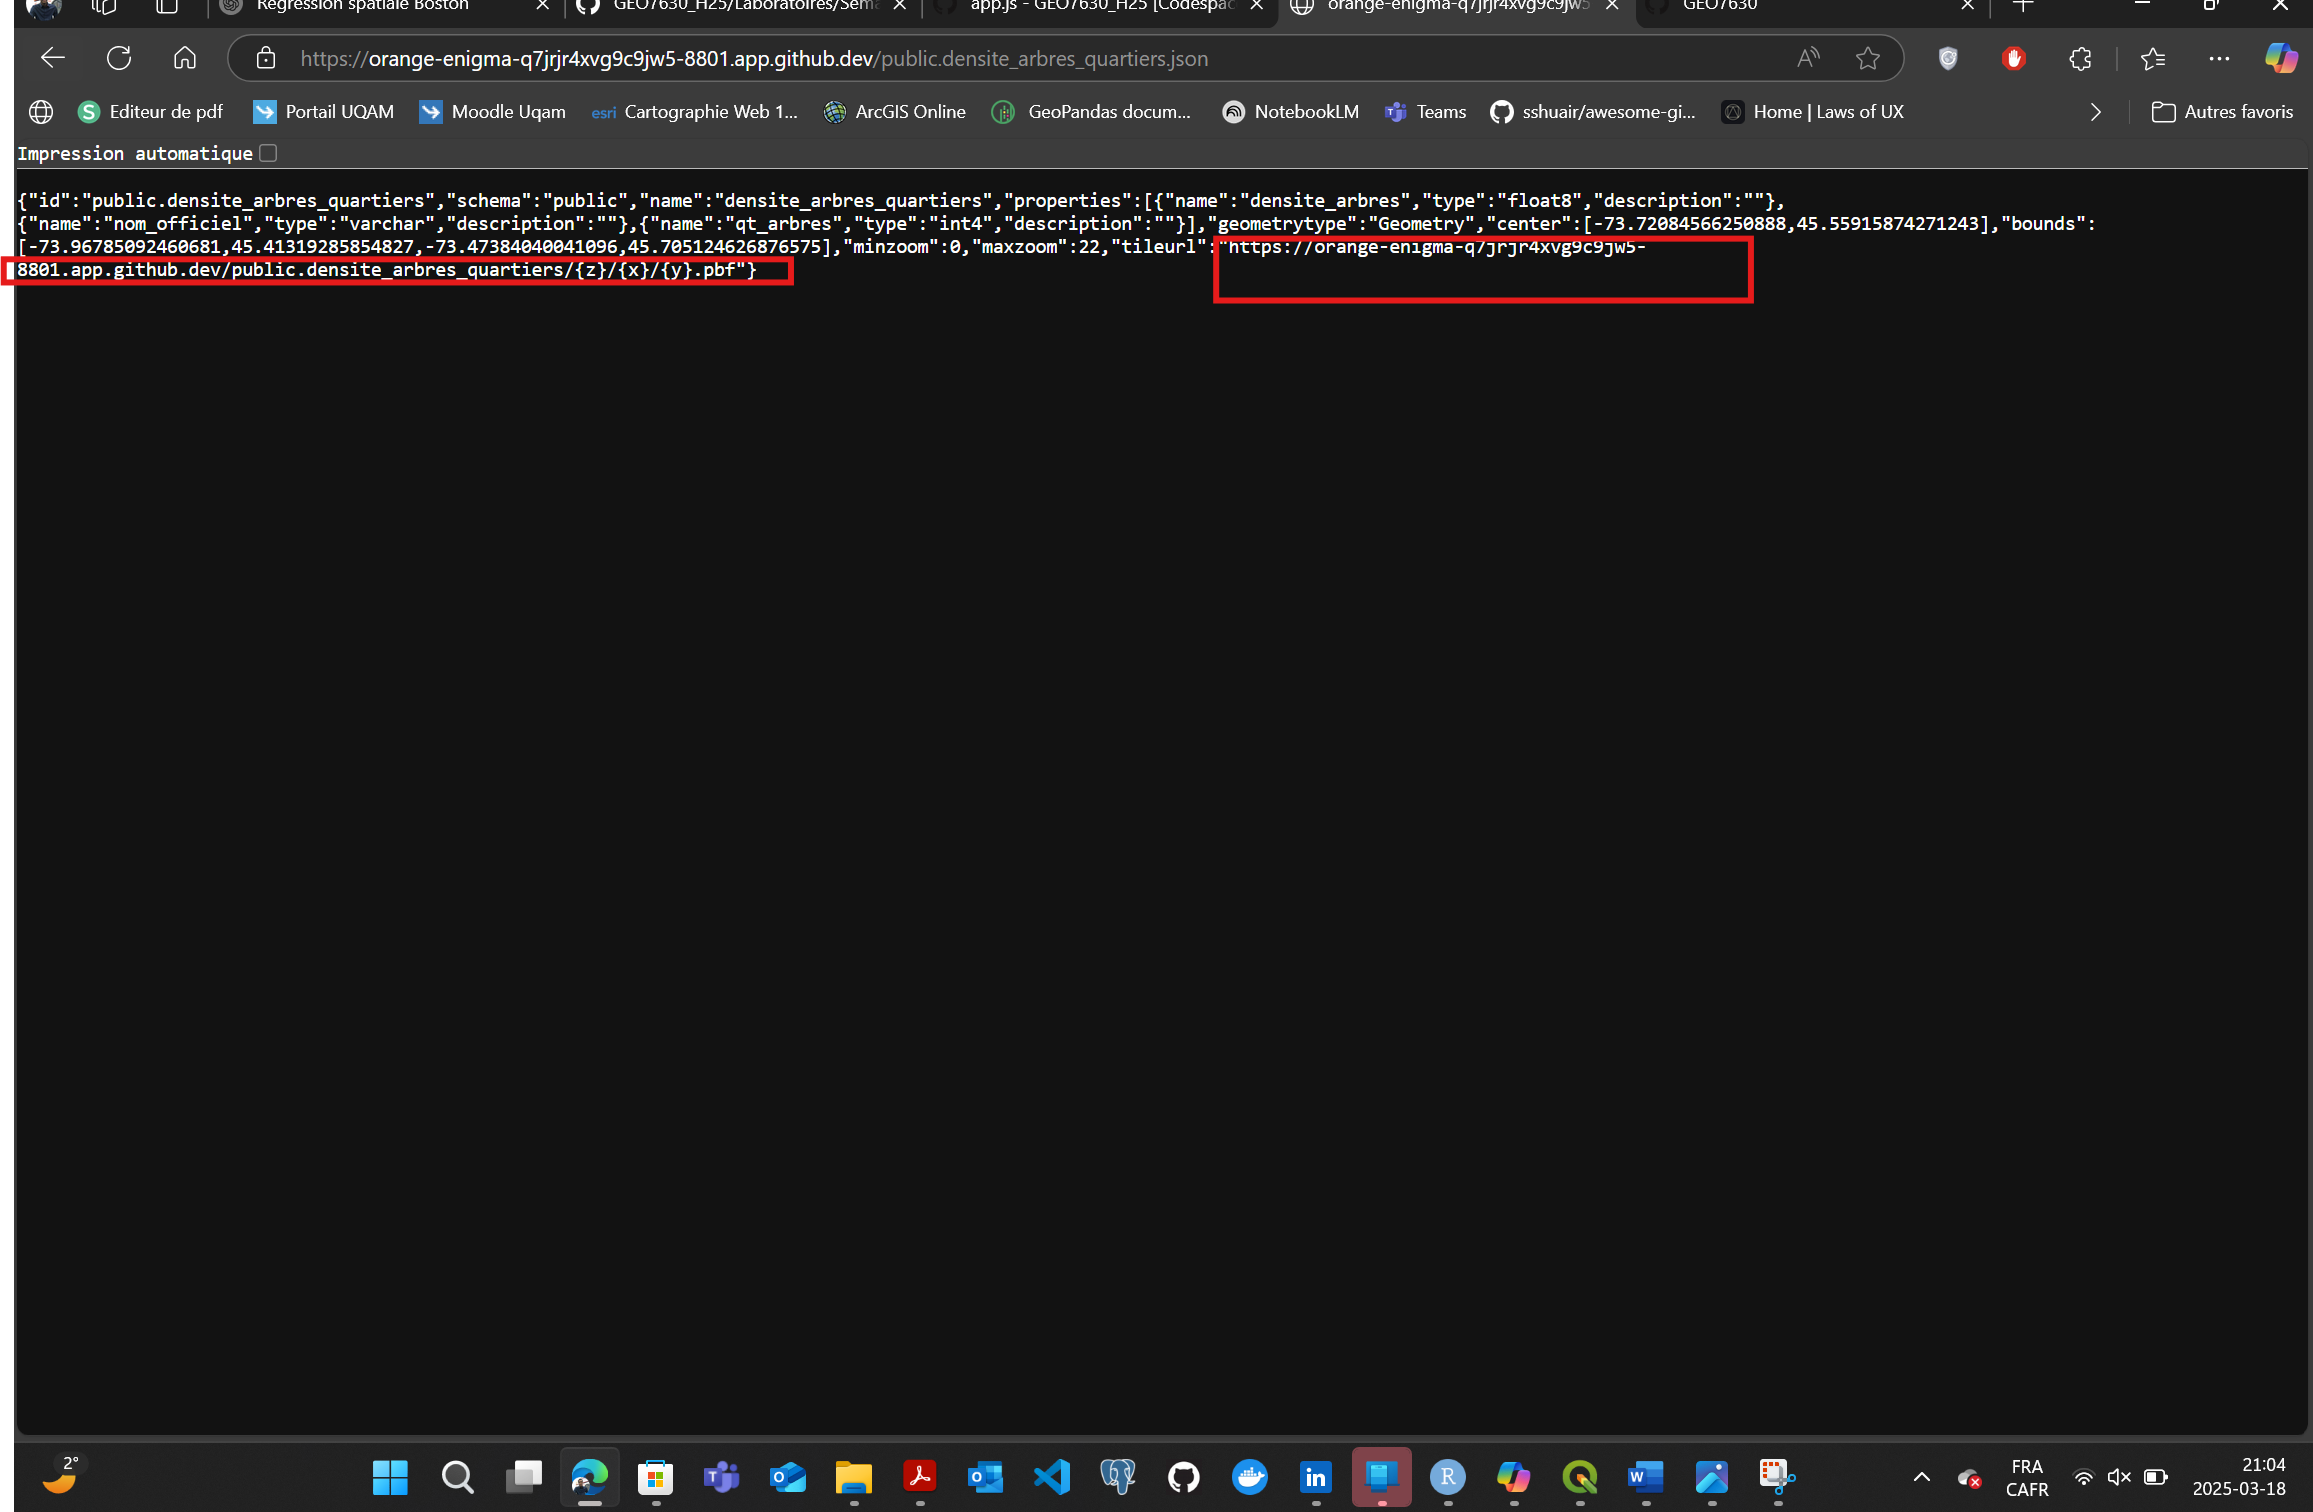 Régression spatiale Boston
GEO7630_H25/Laboratoires/Sema
app.js - GEO7630_H25 [Codespac
orange-enigma-q7jrjr4xvg9c9jw5
GEO7630
https://orange-enigma-q7jrjr4xvg9c9jw5-8801.app.github.dev/public.densite_arbres_quartiers.json
Editeur de pdf
Portail UQAM
Moodle Uqam
esri Cartographie Web 1...
ArcGIS Online
GeoPandas docum...
NotebookLM
Teams
sshuair/awesome-gi...
Home | Laws of UX
Autres favoris
Impression automatique
{"id":"public.densite_arbres_quartiers","schema":"public","name":"densite_arbres_quartiers","properties":[{"name":"densite_arbres","type":"float8","description":""},
{"name":"nom_officiel","type":"varchar","description":""},{"name":"qt_arbres","type":"int4","description":""}],"geometrytype":"Geometry","center":[-73.72084566250888,45.55915874271243],"bounds":
[-73.96785092460681,45.41319285854827,-73.47384040041096,45.705124626876575],"minzoom":0,"maxzoom":22,"tileurl":"https://orange-enigma-q7jrjr4xvg9c9jw5-
8801.app.github.dev/public.densite_arbres_quartiers/{z}/{x}/{y}.pbf"}
2°
FRA
CAFR
21:04
2025-03-18